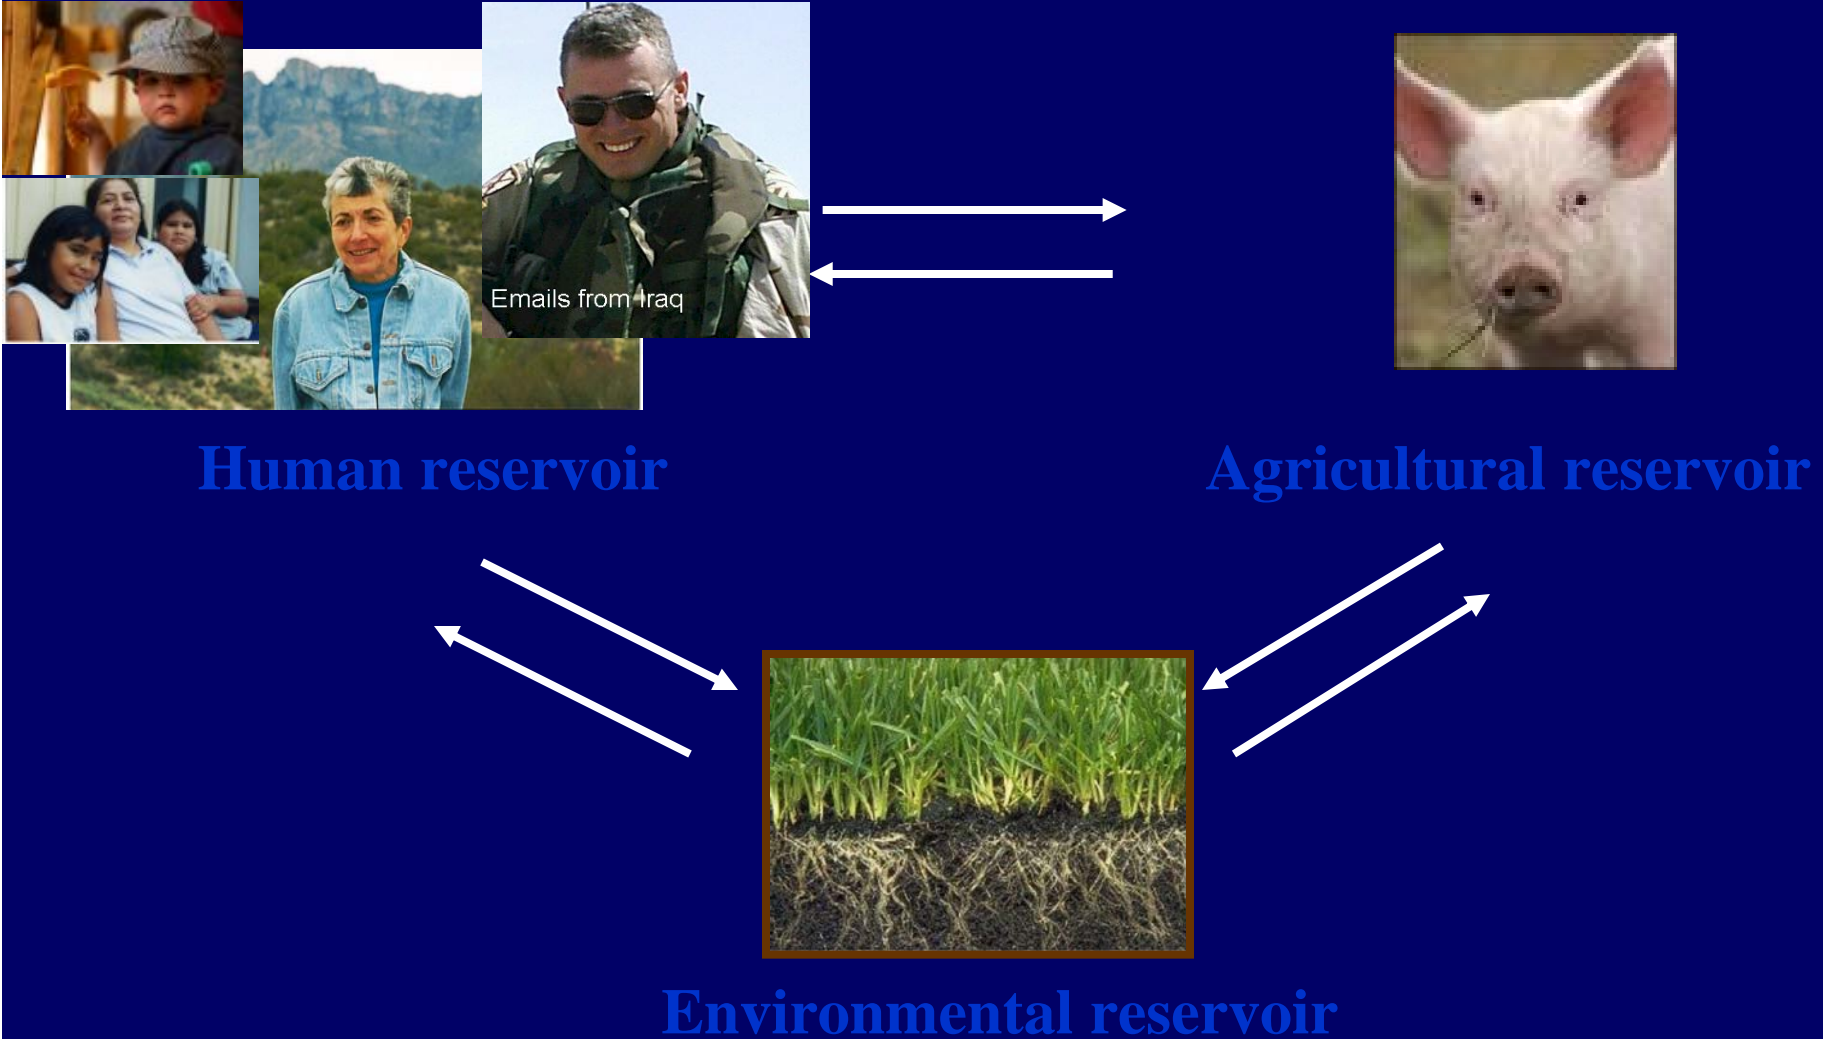 Emails from Iraq
Human reservoir
Agricultural reservoir
Environmental reservoir